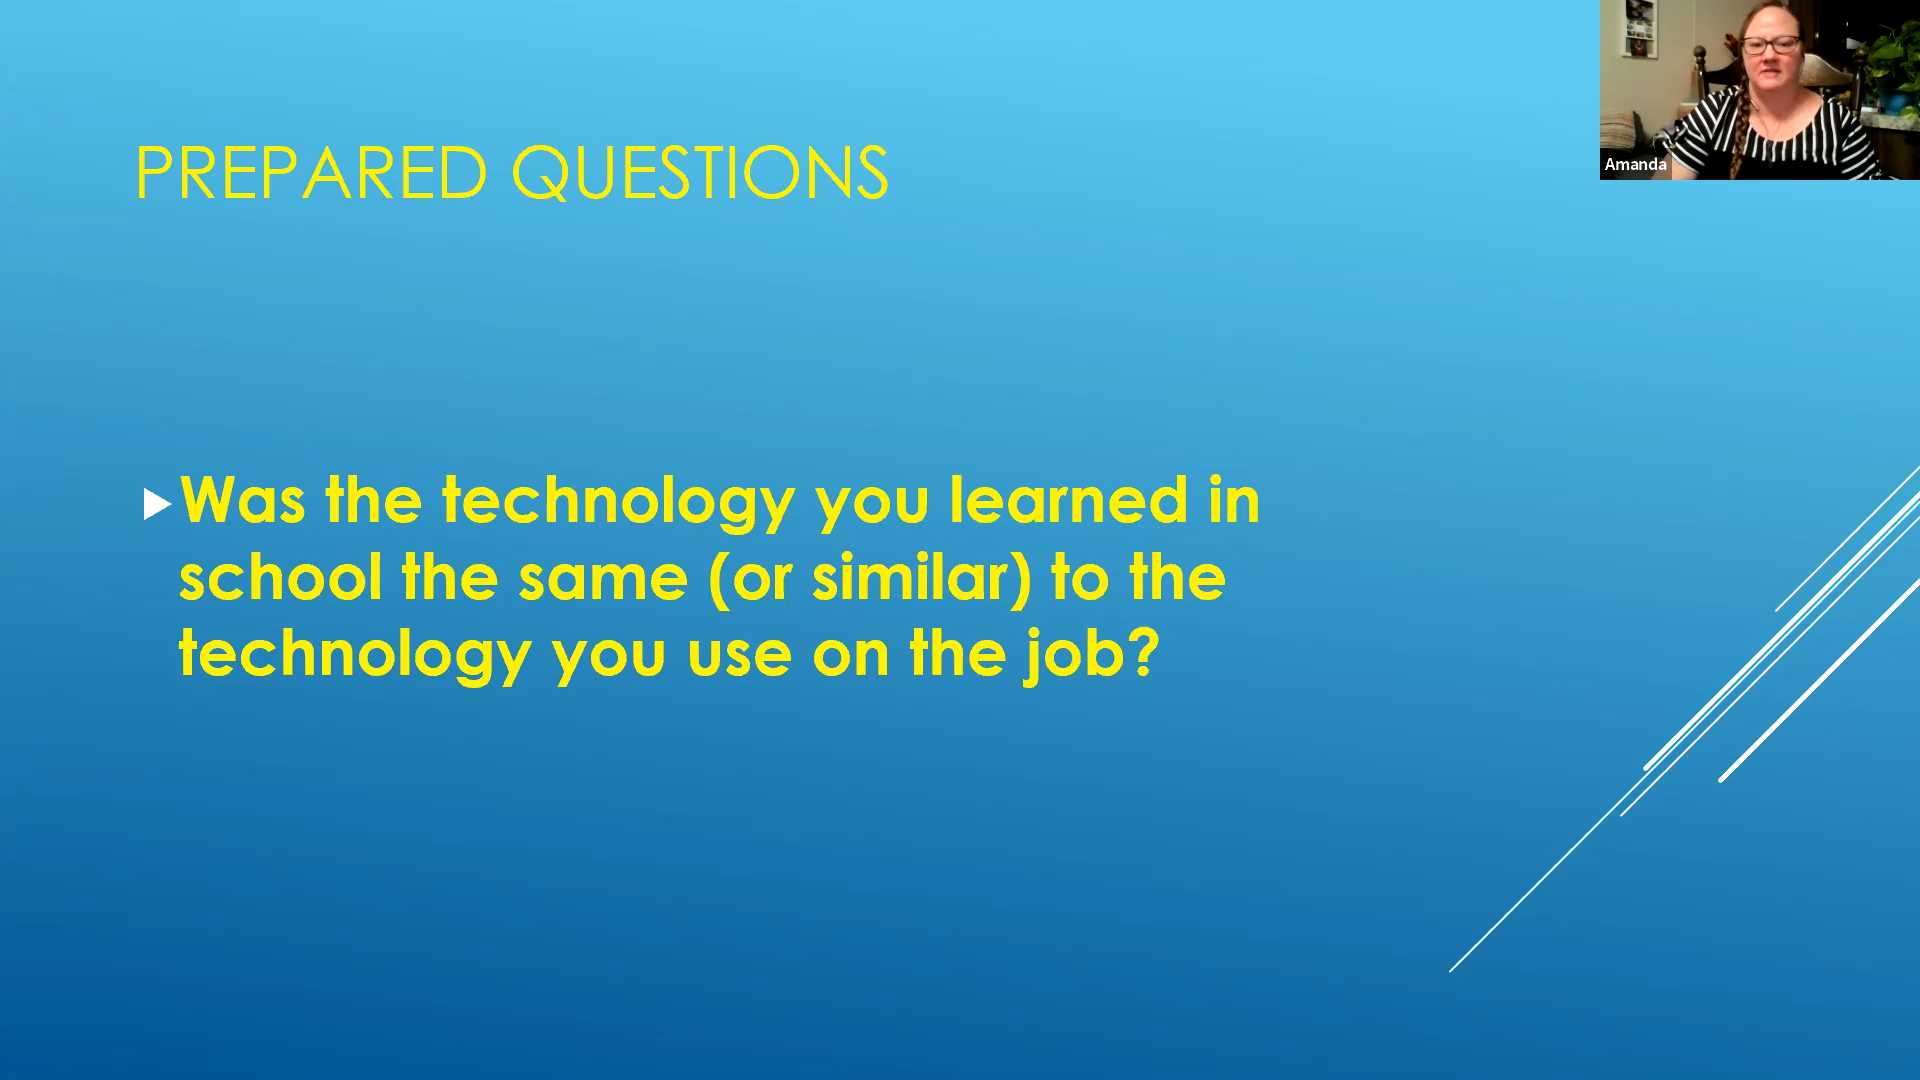 PREPARED QUESTIONS
Was the technology you learned in
school the same (or similar) to the
technology you use on the job?
Amanda